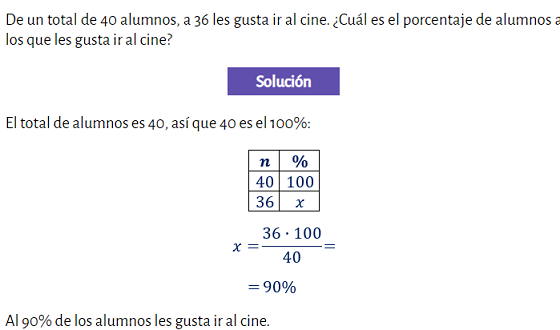 De un total de 40 alumnos, a 36 les gusta ir al cine. ¿Cuál es el porcentaje de alumnos a
los que les gusta ir al cine?
Solución
El total de alumnos es 40, así que 40 es el 100%:
n %
40 100
36 x
x = 36 · 100 / 40 =
= 90%
Al 90% de los alumnos les gusta ir al cine.